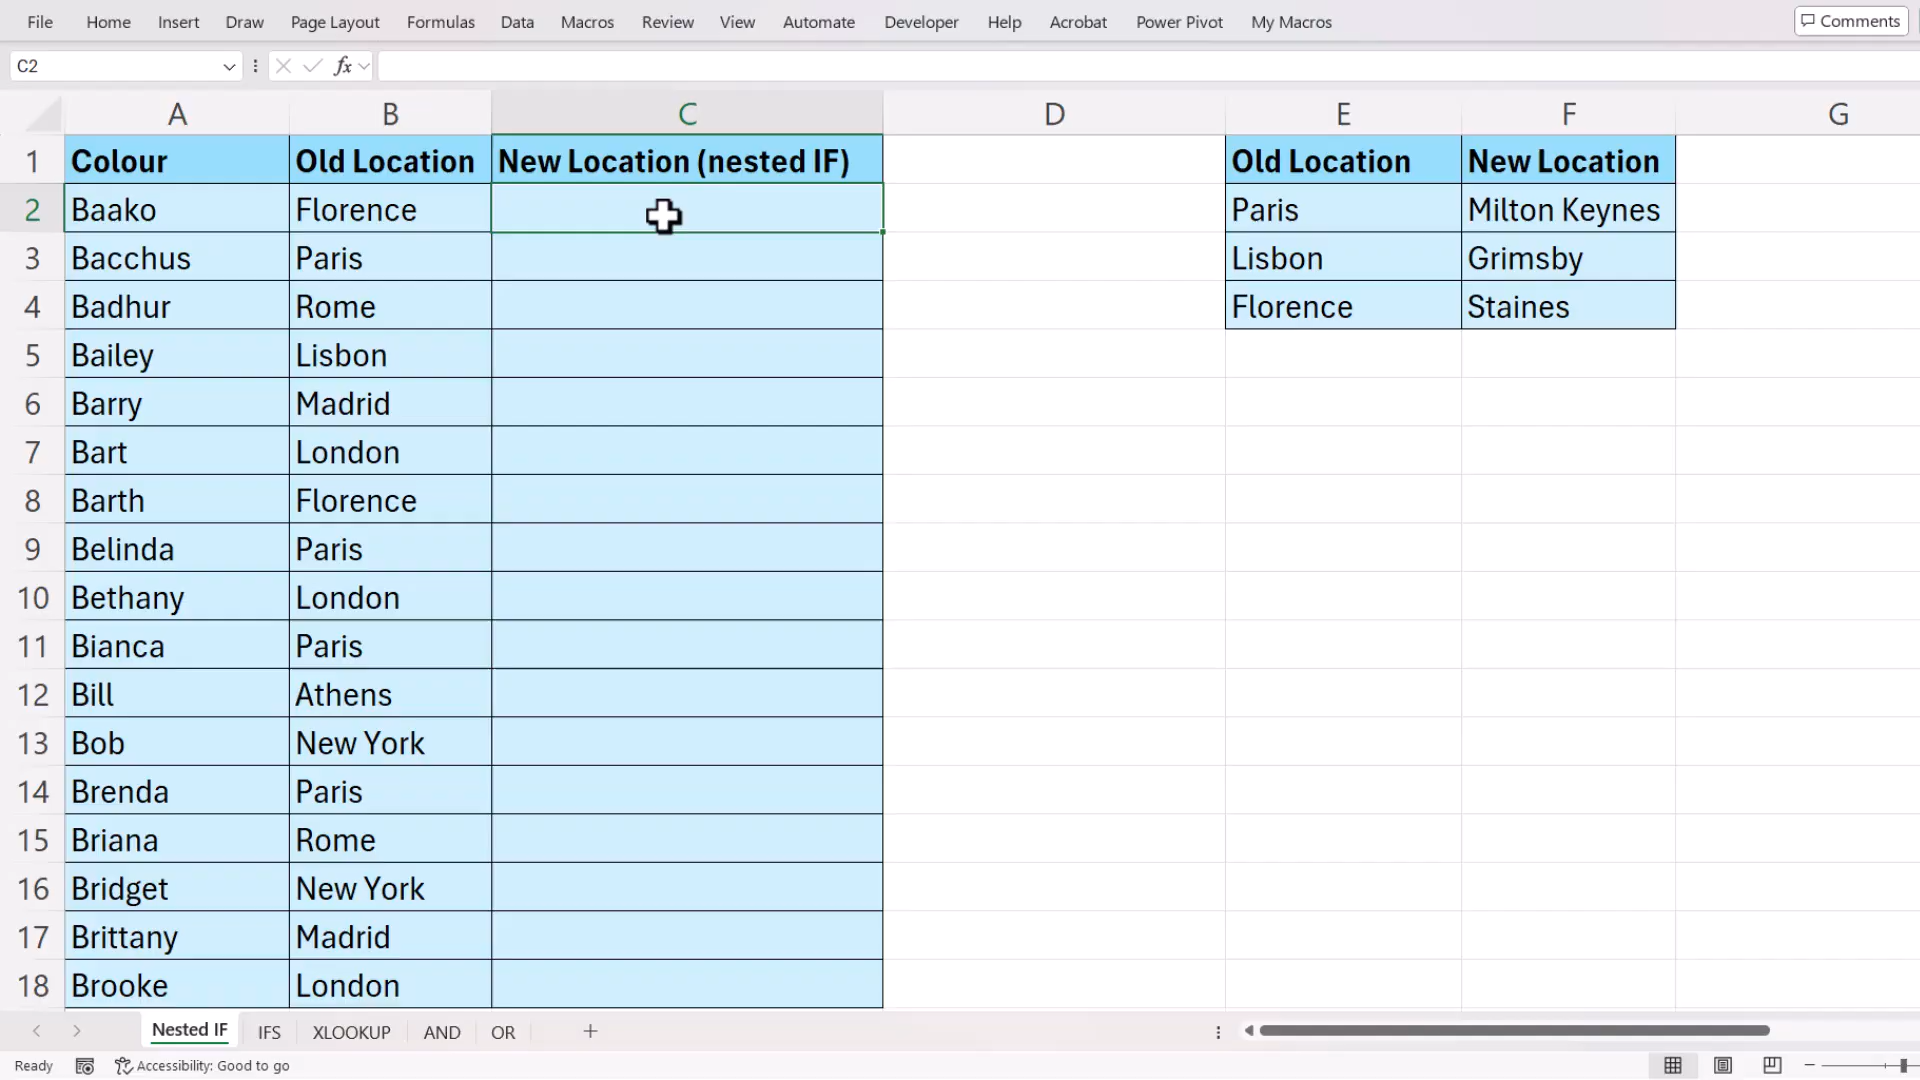 File Home Insert Draw Page Layout Formulas Data Macros Review View Automate Developer Help Acrobat Power Pivot My Macros Comments
C2 fx
A B C D E F G
1 Colour Old Location New Location (nested IF) Old Location New Location
2 Baako Florence Paris Milton Keynes
3 Bacchus Paris Lisbon Grimsby
4 Badhur Rome Florence Staines
5 Bailey Lisbon
6 Barry Madrid
7 Bart London
8 Barth Florence
9 Belinda Paris
10 Bethany London
11 Bianca Paris
12 Bill Athens
13 Bob New York
14 Brenda Paris
15 Briana Rome
16 Bridget New York
17 Brittany Madrid
18 Brooke London
Nested IF IFS XLOOKUP AND OR
Ready Accessibility: Good to go